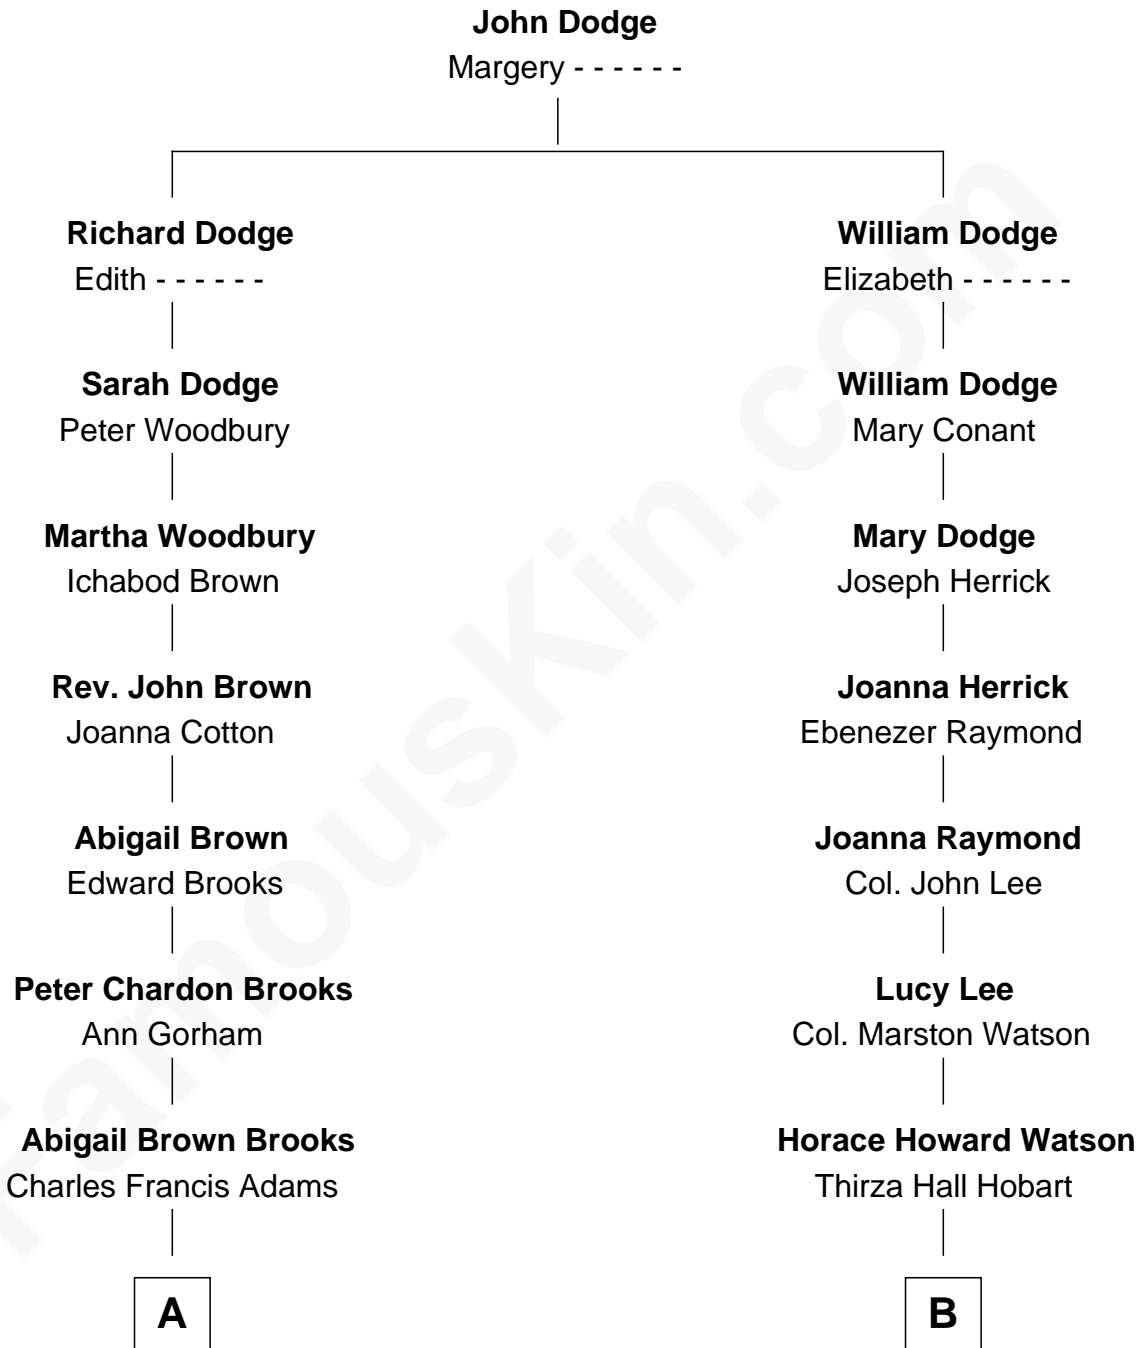 John Dodge
Margery - - - - - -
Richard Dodge
Edith - - - - - -
Sarah Dodge
Peter Woodbury
Martha Woodbury
Ichabod Brown
Rev. John Brown
Joanna Cotton
Abigail Brown
Edward Brooks
Peter Chardon Brooks
Ann Gorham
Abigail Brown Brooks
Charles Francis Adams
A
William Dodge
Elizabeth - - - - - -
William Dodge
Mary Conant
Mary Dodge
Joseph Herrick
Joanna Herrick
Ebenezer Raymond
Joanna Raymond
Col. John Lee
Lucy Lee
Col. Marston Watson
Horace Howard Watson
Thirza Hall Hobart
B
FamousKin.com